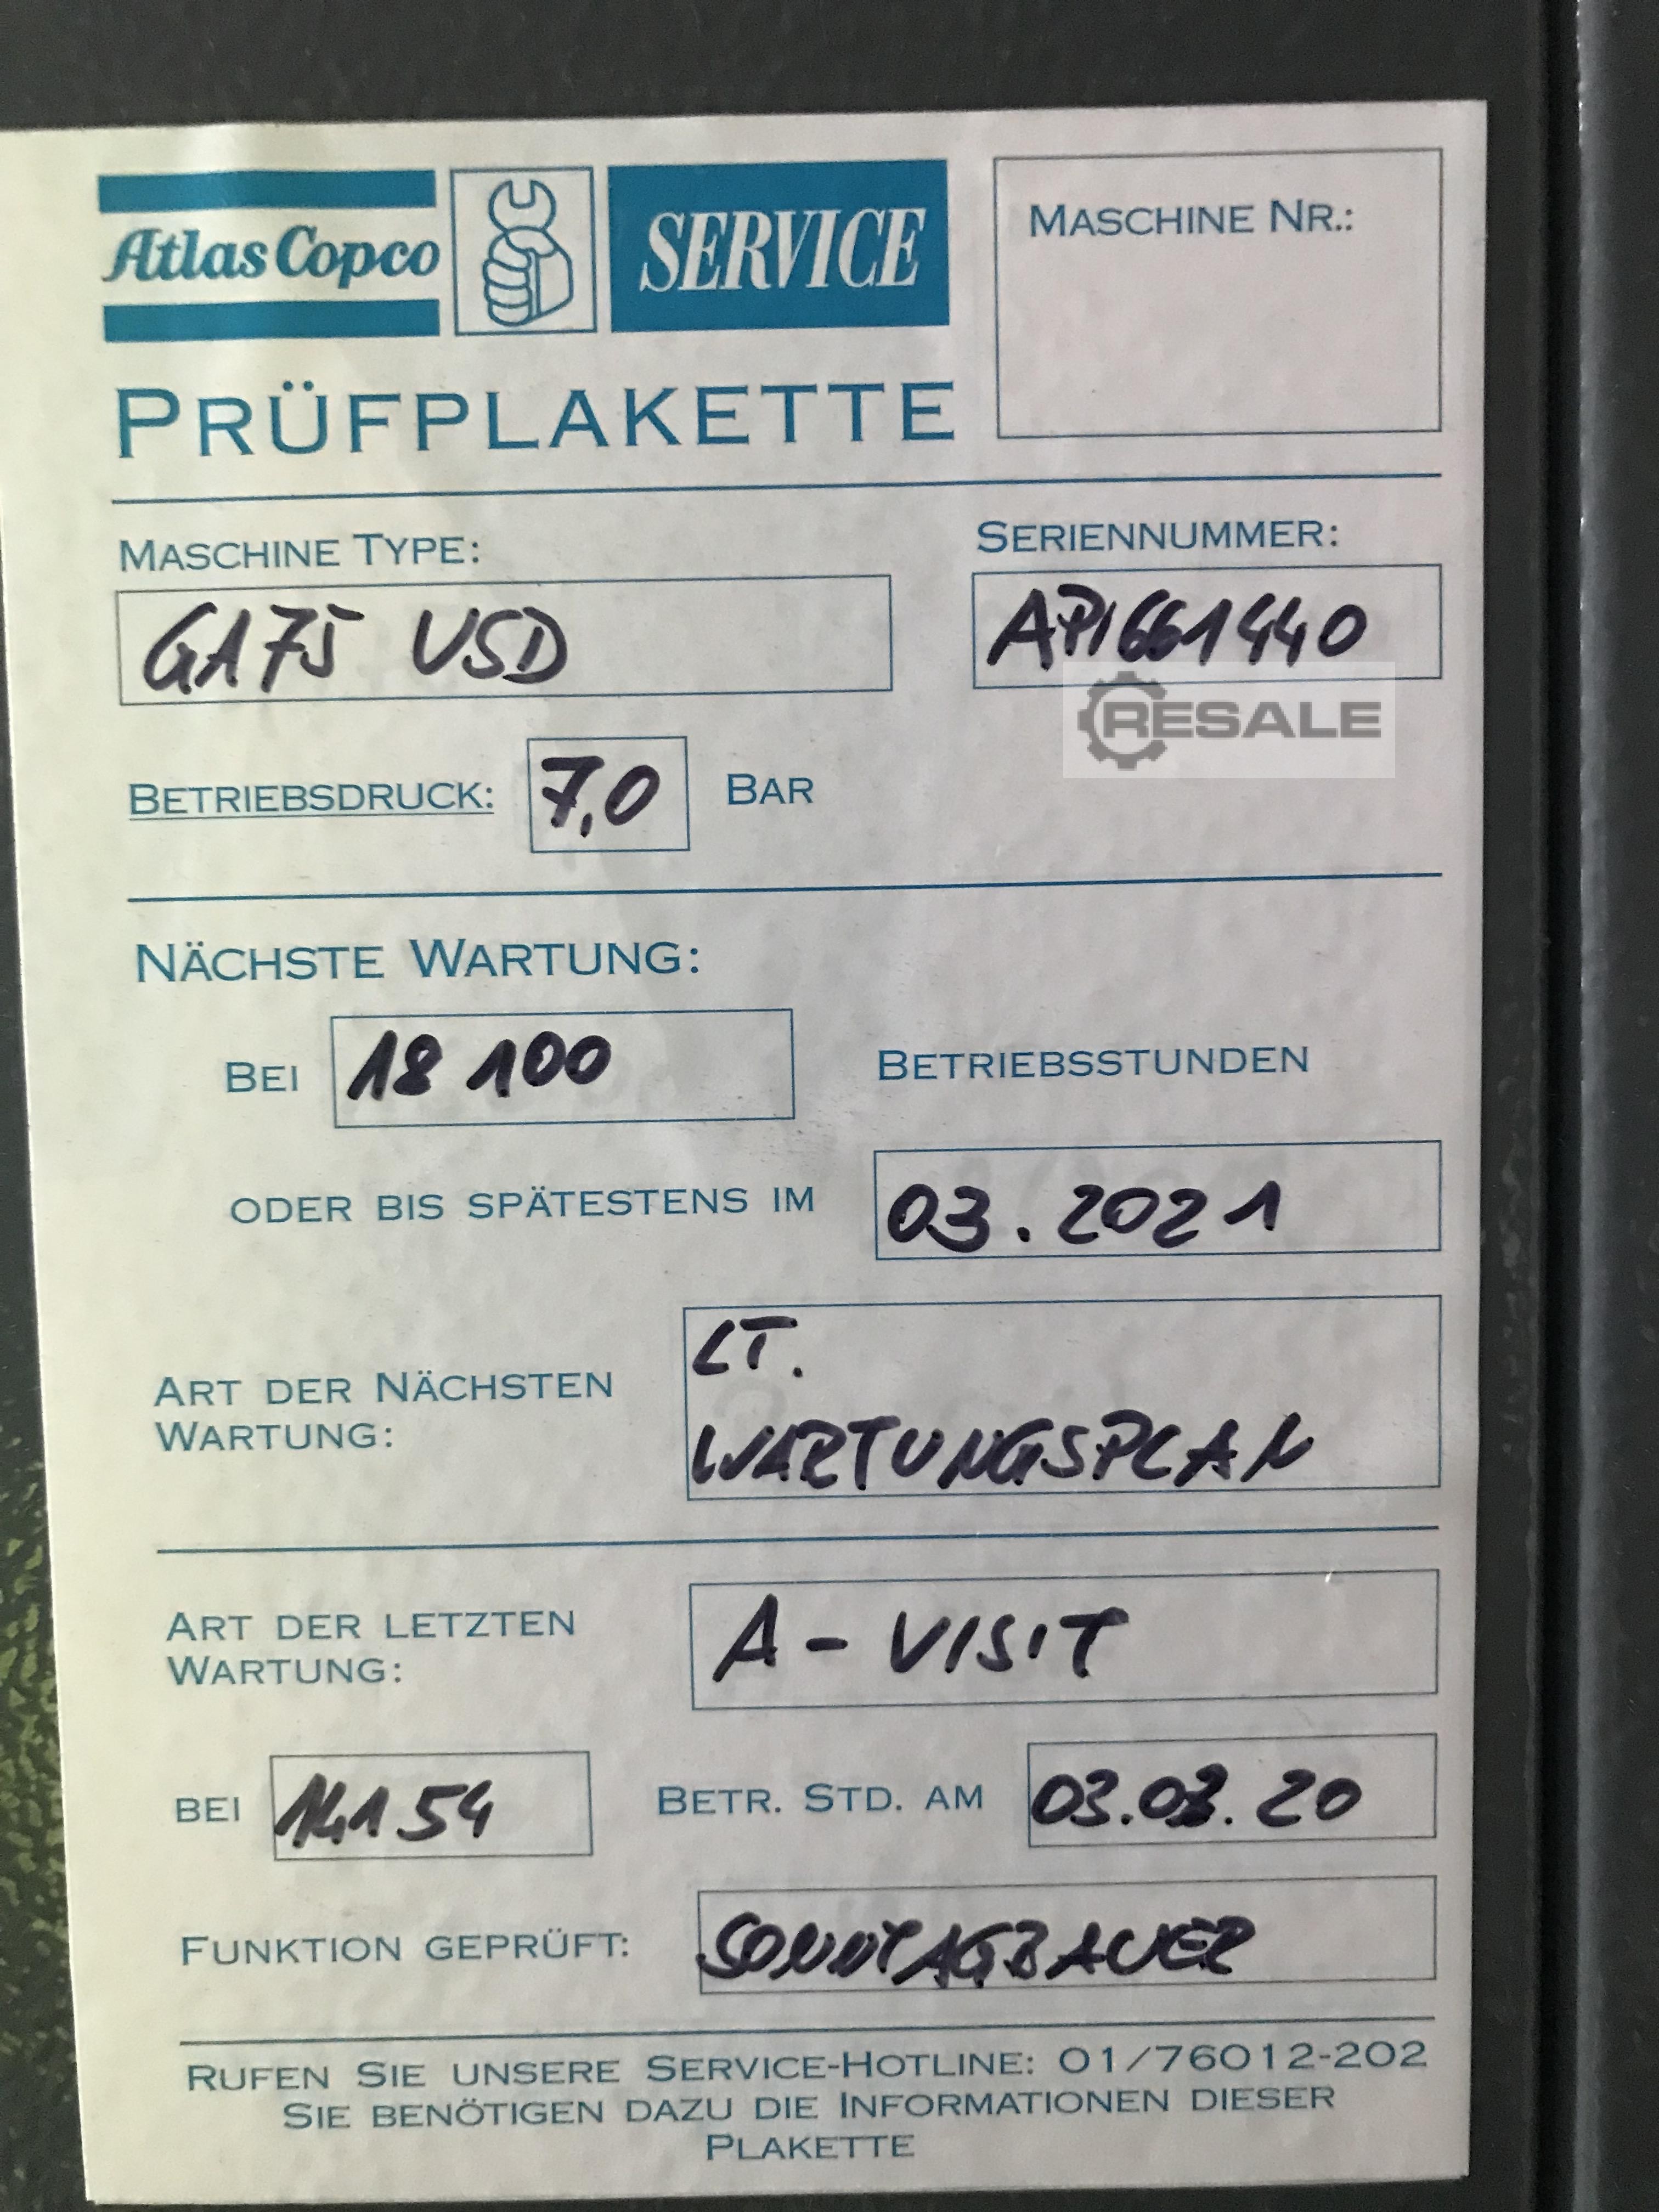 Atlas Copco SERVICE
MASCHINE NR.:
PRÜFPLAKETTE
MASCHINE TYPE:
SERIENNUMMER:
GA75 VSD
API661440
RESALE
BETRIEBSDRUCK: 7,0 BAR
NÄCHSTE WARTUNG:
BEI 18 100 BETRIEBSSTUNDEN
ODER BIS SPÄTESTENS IM 03.2021
ART DER NÄCHSTEN
WARTUNG:
LT.
WARTUNGSPLAN
ART DER LETZTEN
WARTUNG:
A - VISIT
BEI 14154 BETR. STD. AM 03.03.20
FUNKTION GEPRÜFT: SONNTAGBAUER
RUFEN SIE UNSERE SERVICE-HOTLINE: 01/76012-202
SIE BENÖTIGEN DAZU DIE INFORMATIONEN DIESER
PLAKETTE